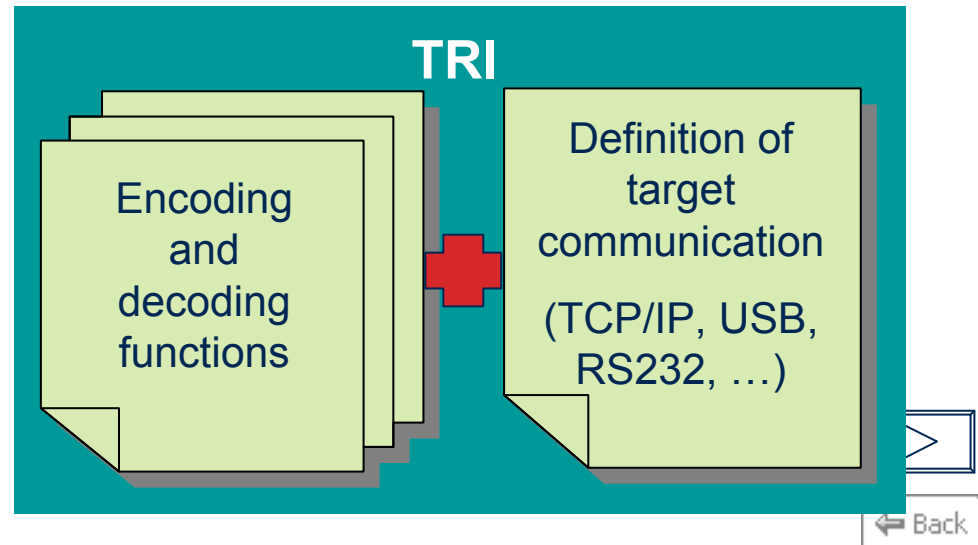 TRI
Encoding
and
decoding
functions
Definition of
target
communication
(TCP/IP, USB,
RS232, …)
Back